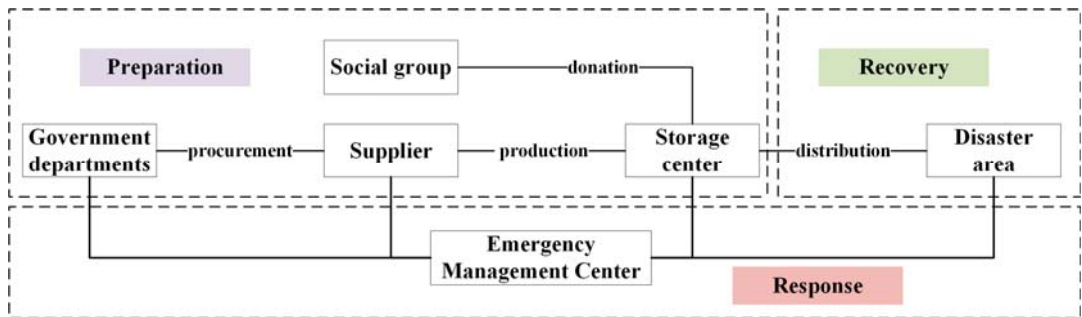 Preparation
Social group
donation
Recovery
Government
departments
procurement
Supplier
production
Storage
center
distribution
Disaster
area
Emergency
Management Center
Response